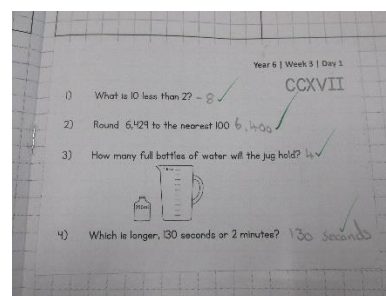 Year 6 | Week 3 | Day 1
CCXVII
1) What is 10 less than 2? - 8
2) Round 6,429 to the nearest 100 6,400
3) How many full bottles of water will the jug hold? 4
4) Which is longer, 130 seconds or 2 minutes? 130 seconds